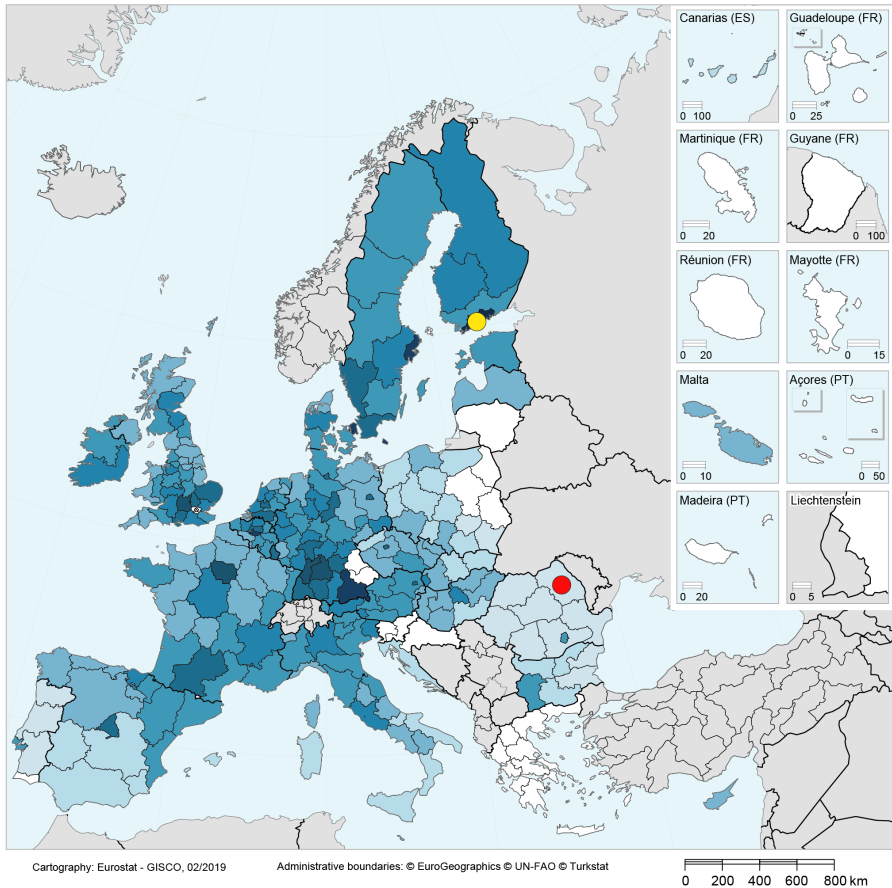 Canarias (ES)
0 100
Guadeloupe (FR)
0 25
Martinique (FR)
0 20
Guyane (FR)
0 100
Réunion (FR)
0 20
Mayotte (FR)
0 15
Malta
0 10
Açores (PT)
0 50
Madeira (PT)
0 20
Liechtenstein
0 5
Cartography: Eurostat - GISCO, 02/2019
Administrative boundaries: © EuroGeographics © UN-FAO © Turkstat
0 200 400 600 800 km